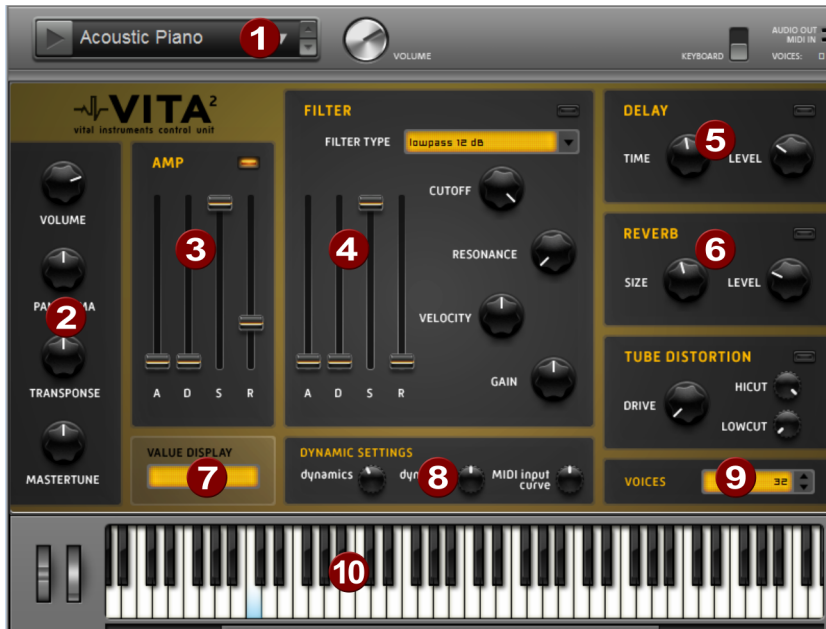 Acoustic Piano
1
VOLUME
KEYBOARD
AUDIO OUT
MIDI IN
VOICES:
VITA²
vital instruments control unit
VOLUME
2
TRANSPONSE
MASTERTUNE
AMP
3
A D S R
FILTER
FILTER TYPE
lowpass 12 dB
CUTOFF
RESONANCE
VELOCITY
GAIN
4
A D S R
DELAY
TIME
5
LEVEL
REVERB
SIZE
6
LEVEL
TUBE DISTORTION
DRIVE
HICUT
LOWCUT
VALUE DISPLAY
7
DYNAMIC SETTINGS
dynamics
8
MIDI input
curve
VOICES
9
32
10